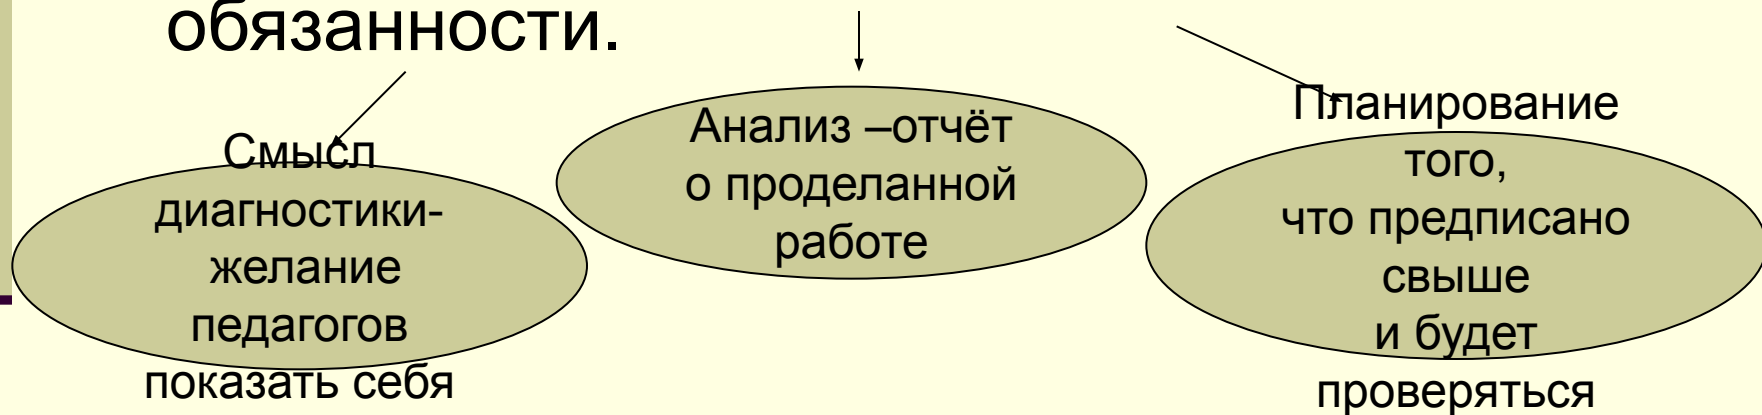 обязанности.
Смысл
диагностики-
желание
педагогов
показать себя
Анализ –отчёт
о проделанной
работе
Планирование
того,
что предписано
свыше
и будет
проверяться